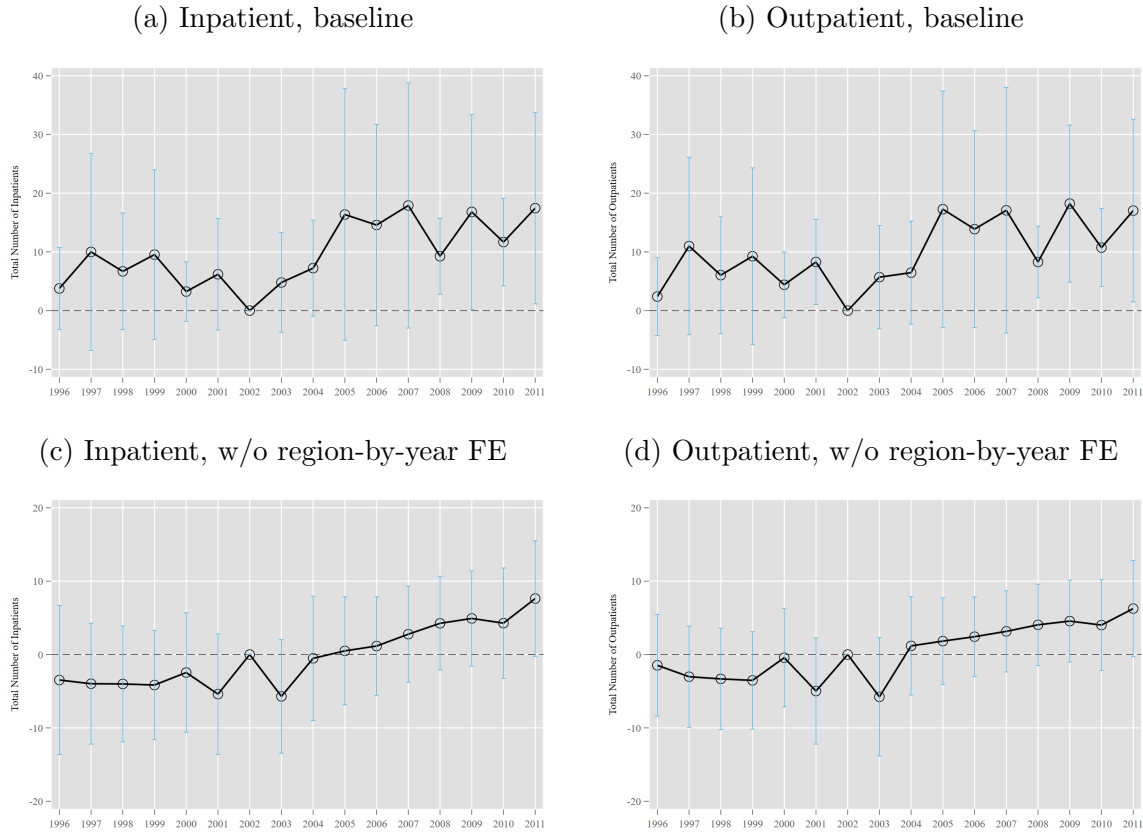 (a) Inpatient, baseline
Total Number of Inpatients
40
30
20
10
0
-10
1996 1997 1998 1999 2000 2001 2002 2003 2004 2005 2006 2007 2008 2009 2010 2011
(b) Outpatient, baseline
Total Number of Outpatients
40
30
20
10
0
-10
1996 1997 1998 1999 2000 2001 2002 2003 2004 2005 2006 2007 2008 2009 2010 2011
(c) Inpatient, w/o region-by-year FE
Total Number of Inpatients
20
10
0
-10
-20
1996 1997 1998 1999 2000 2001 2002 2003 2004 2005 2006 2007 2008 2009 2010 2011
(d) Outpatient, w/o region-by-year FE
Total Number of Outpatients
20
10
0
-10
-20
1996 1997 1998 1999 2000 2001 2002 2003 2004 2005 2006 2007 2008 2009 2010 2011